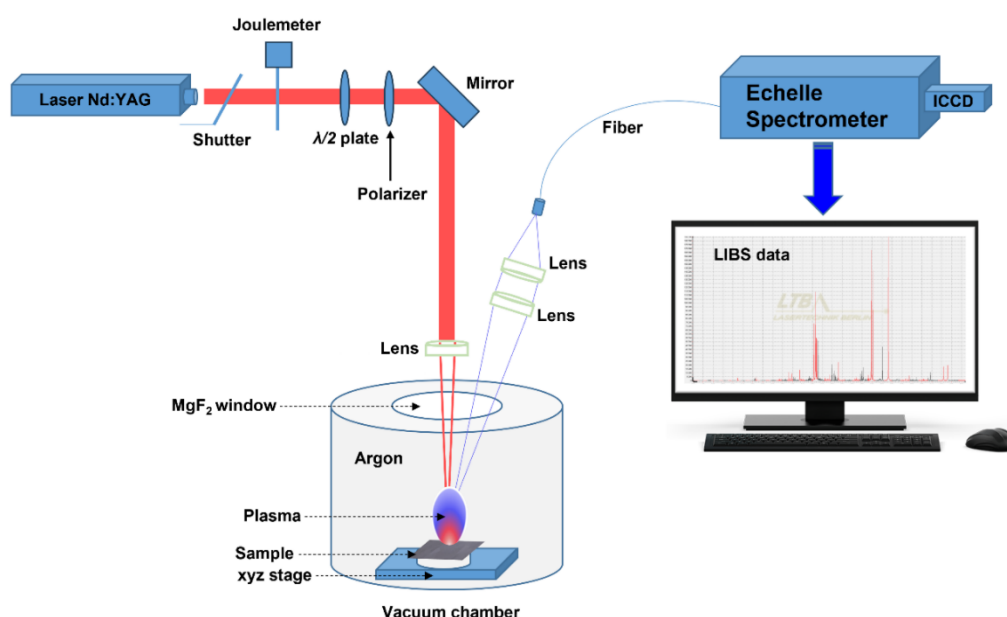 Joulemeter
Laser Nd:YAG
Shutter
λ/2 plate
Polarizer
Mirror
Fiber
Echelle
Spectrometer
ICCD
Lens
Lens
Lens
LIBS data
LTB
MgF₂ window
Argon
Plasma
Sample
xyz stage
Vacuum chamber